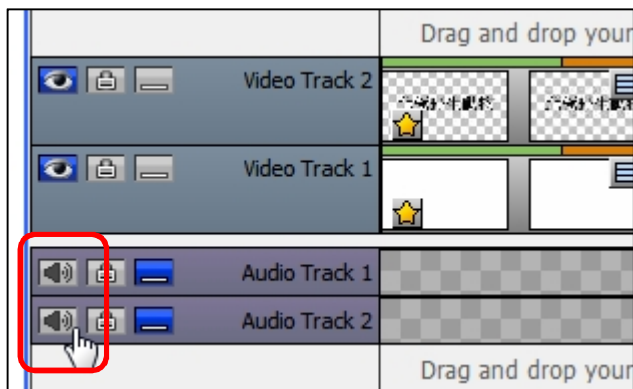 Drag and drop your
Video Track 2
Video Track 1
Audio Track 1
Audio Track 2
Drag and drop your